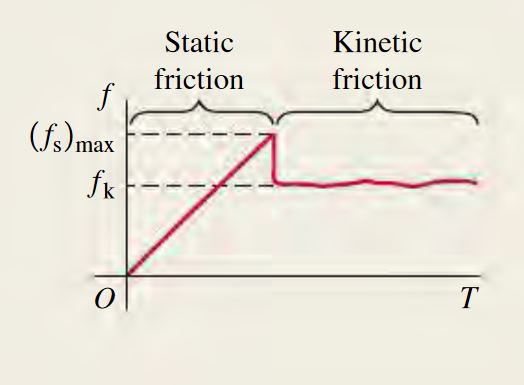 Static
friction
Kinetic
friction
f
(fs)max
fk
O
T